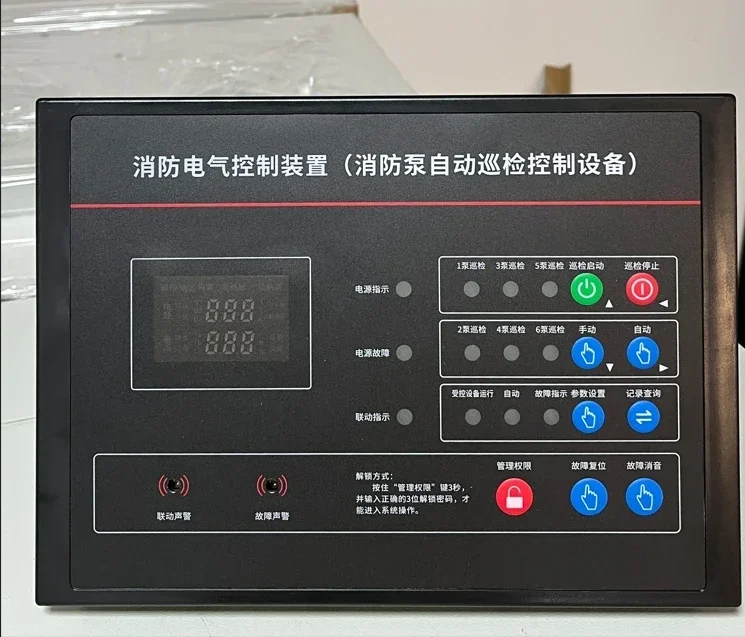 消防电气控制装置（消防泵自动巡检控制设备）
1泵巡检 3泵巡检 5泵巡检 巡检启动 巡检停止
电源指示
2泵巡检 4泵巡检 6泵巡检 手动 自动
电源故障
受控设备运行 自动 故障指示 参数设置 记录查询
联动指示
888
888
管理权限 故障复位 故障消音
解锁方式：
按住“管理权限”键3秒，
并输入正确的3位解锁密码，才
能进入系统操作。
联动声警 故障声警